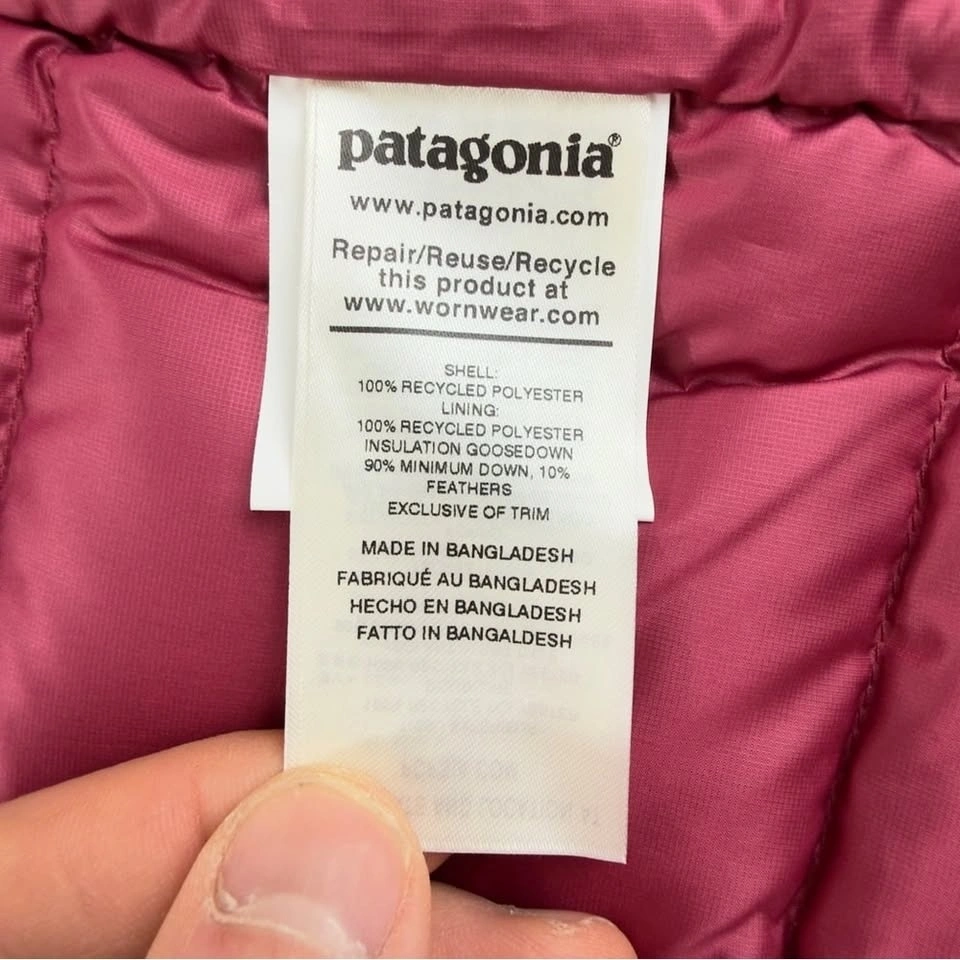 patagonia®
www.patagonia.com
Repair/Reuse/Recycle
this product at
www.wornwear.com
SHELL:
100% RECYCLED POLYESTER
LINING:
100% RECYCLED POLYESTER
INSULATION GOOSEDOWN
90% MINIMUM DOWN, 10%
FEATHERS
EXCLUSIVE OF TRIM
MADE IN BANGLADESH
FABRIQUÉ AU BANGLADESH
HECHO EN BANGLADESH
FATTO IN BANGALDESH